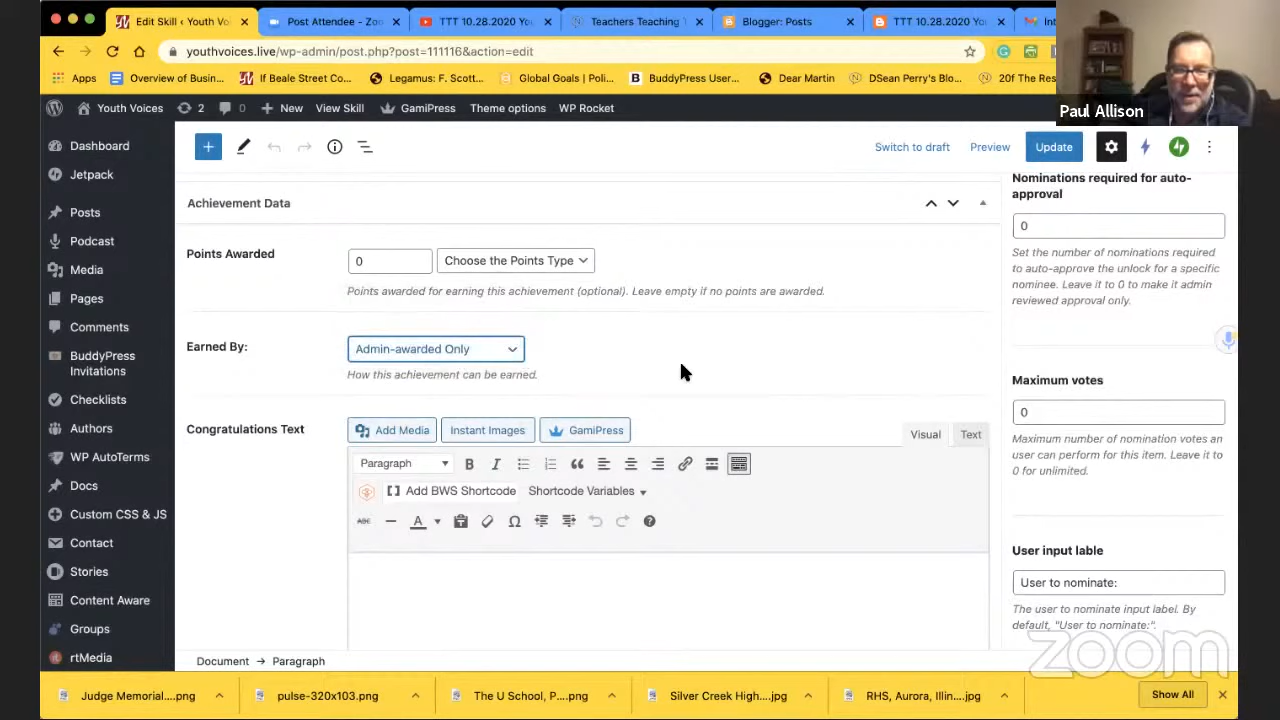 Edit Skill ‹ Youth Voices
Post Attendee - Zoo
TTT 10.28.2020 You
Teachers Teaching T
Blogger: Posts
TTT 10.28.2020 You
Int
youthvoices.live/wp-admin/post.php?post=111116&action=edit
Apps
Overview of Busin...
If Beale Street Co...
Legamus: F. Scott...
Global Goals | Poli...
BuddyPress User...
Dear Martin
DSean Perry's Blo...
20f The Res
Paul Allison
Youth Voices
2
0
New
View Skill
GamiPress
Theme options
WP Rocket
Dashboard
Jetpack
Posts
Podcast
Media
Pages
Comments
BuddyPress
Invitations
Checklists
Authors
WP AutoTerms
Docs
Custom CSS & JS
Contact
Stories
Content Aware
Groups
rtMedia
Switch to draft
Preview
Update
Achievement Data
Points Awarded
0
Choose the Points Type
Points awarded for earning this achievement (optional). Leave empty if no points are awarded.
Earned By:
Admin-awarded Only
How this achievement can be earned.
Congratulations Text
Add Media
Instant Images
GamiPress
Visual
Text
Paragraph
B
I
Add BWS Shortcode
Shortcode Variables
ABC
A
Document → Paragraph
Nominations required for auto-
approval
0
Set the number of nominations required
to auto-approve the unlock for a specific
nominee. Leave it to 0 to make it admin
reviewed approval only.
Maximum votes
0
Maximum number of nomination votes an
user can perform for this item. Leave it to
0 for unlimited.
User input lable
User to nominate:
The user to nominate input label. By
default, "User to nominate:".
zoom
Judge Memorial....png
pulse-320x103.png
The U School, P....png
Silver Creek High....jpg
RHS, Aurora, Illin....jpg
Show All